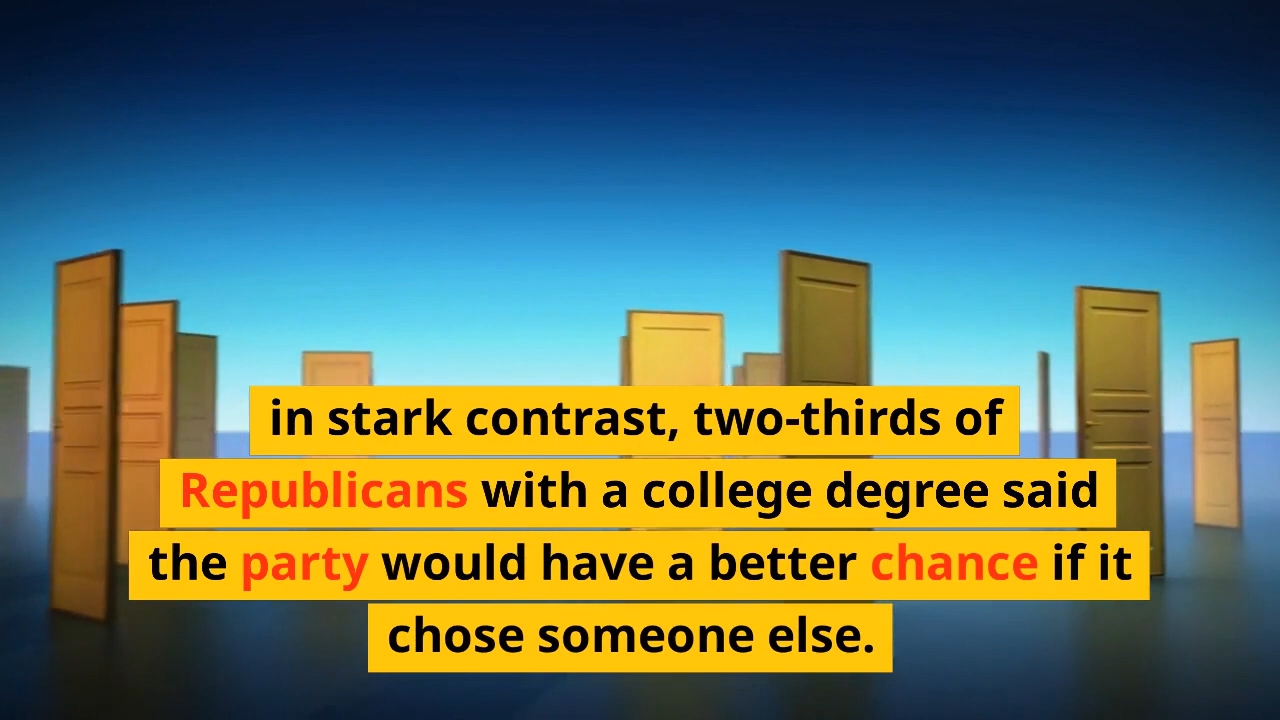 in stark contrast, two-thirds of
Republicans with a college degree said
the party would have a better chance if it
chose someone else.